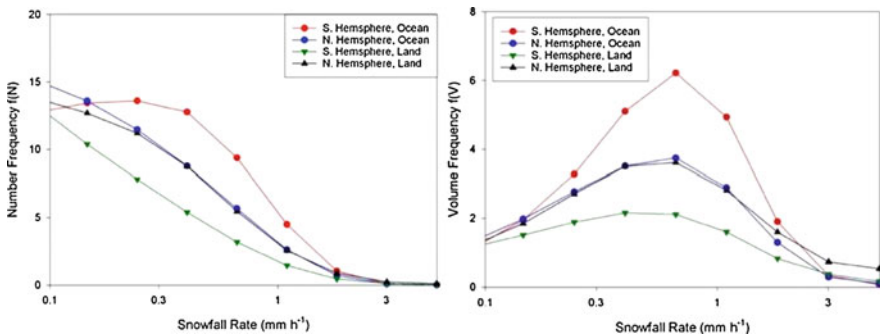 S. Hemsphere, Ocean
N. Hemsphere, Ocean
S. Hemsphere, Land
N. Hemsphere, Land
20
15
10
5
0
Number Frequency f(N)
0.1
0.3
1
3
Snowfall Rate (mm h⁻¹)
S. Hemsphere, Ocean
N. Hemsphere, Ocean
S. Hemsphere, Land
N. Hemsphere, Land
8
6
4
2
0
Volume Frequency f(V)
0.1
0.3
1
3
Snowfall Rate (mm h⁻¹)